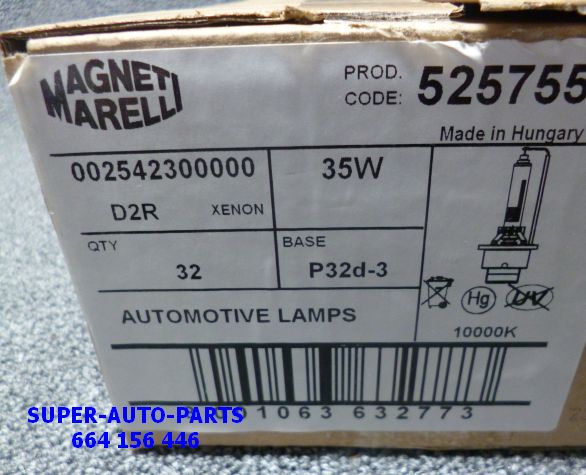 MAGNETI
MARELLI
PROD.
CODE: 525755
Made in Hungary
002542300000
35W
D2R XENON
QTY
32
BASE
P32d-3
Hg
UV
AUTOMOTIVE LAMPS
10000K
01063 632773
SUPER-AUTO-PARTS
664 156 446